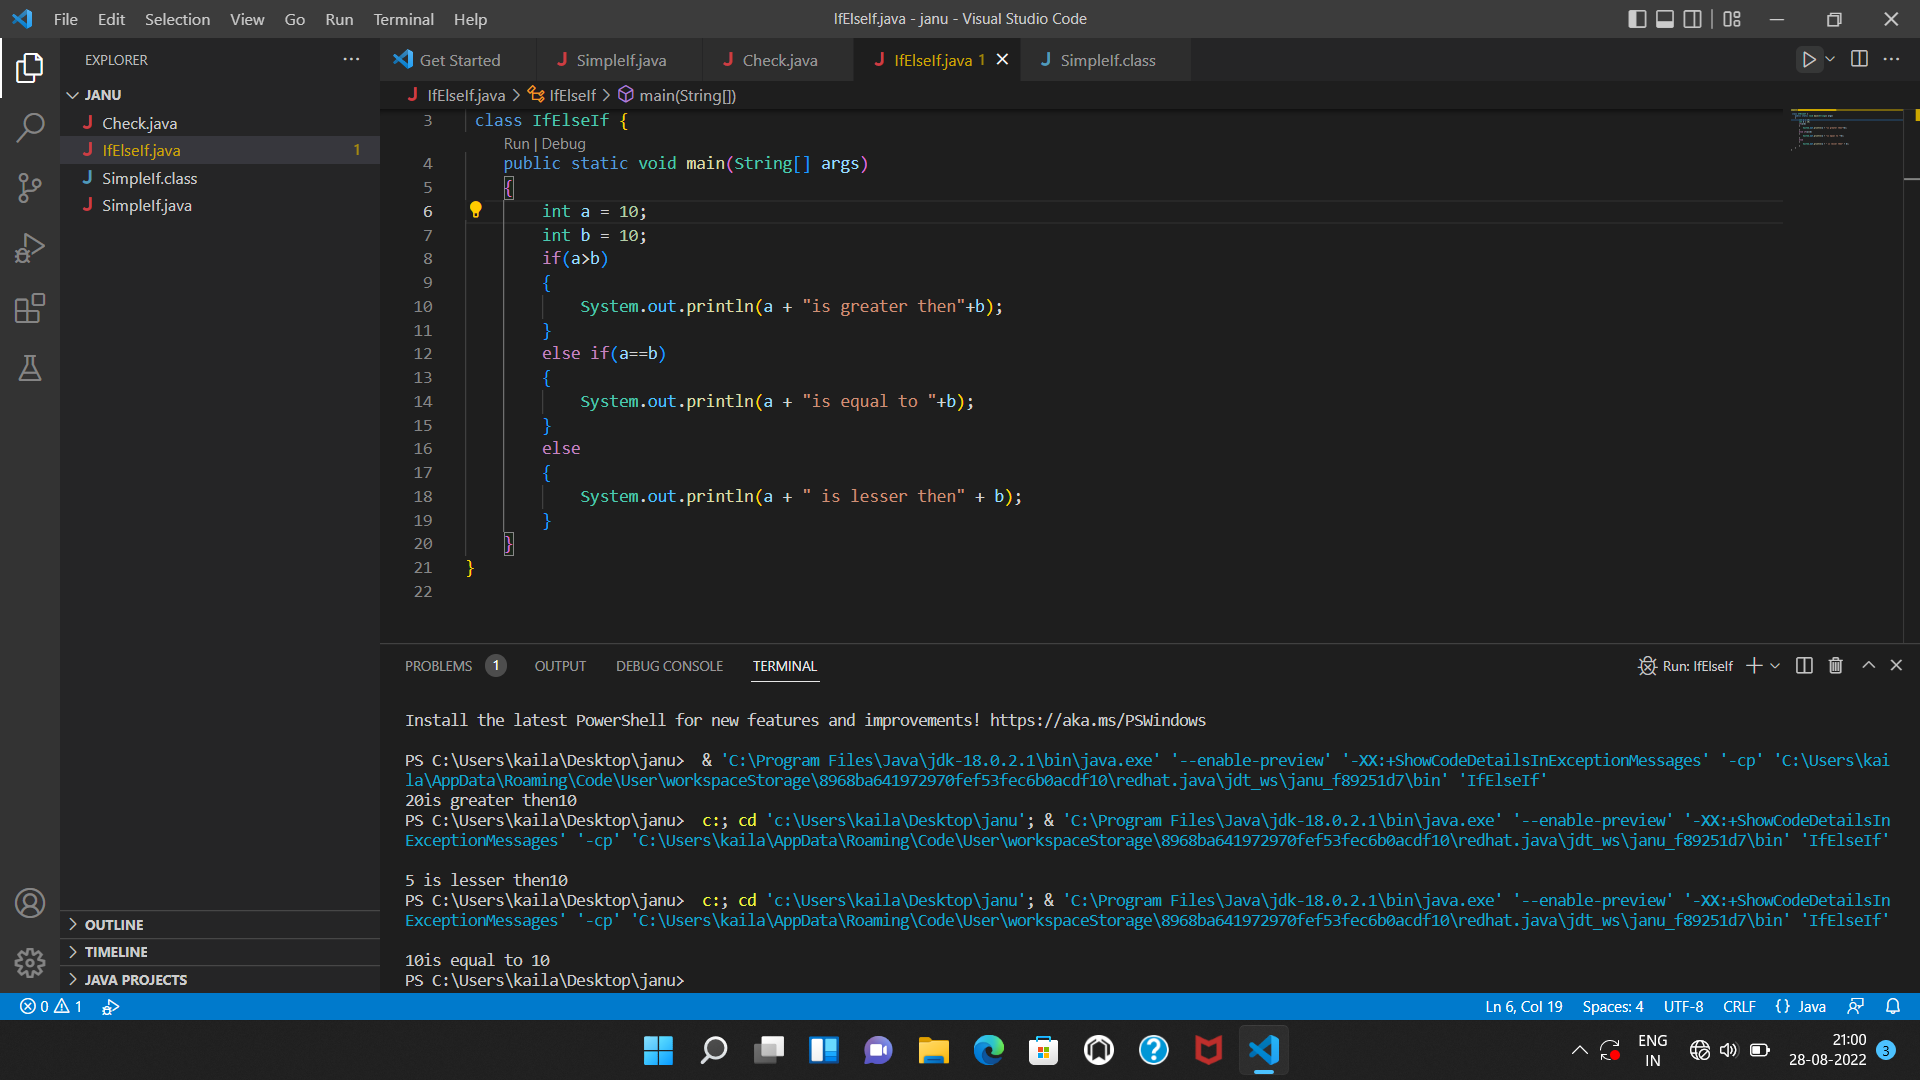 File Edit Selection View Go Run Terminal Help
IfElseIf.java - janu - Visual Studio Code
EXPLORER
Get Started
SimpleIf.java
Check.java
IfElseIf.java 1
SimpleIf.class
JANU
Check.java
IfElseIf.java 1
SimpleIf.class
SimpleIf.java
IfElseIf.java > IfElseIf > main(String[])
3 class IfElseIf {
Run | Debug
4 public static void main(String[] args)
5 {
6 int a = 10;
7 int b = 10;
8 if(a>b)
9 {
10 System.out.println(a + "is greater then"+b);
11 }
12 else if(a==b)
13 {
14 System.out.println(a + "is equal to "+b);
15 }
16 else
17 {
18 System.out.println(a + " is lesser then" + b);
19 }
20 }
21 }
22
PROBLEMS 1 OUTPUT DEBUG CONSOLE TERMINAL
Run: IfElseIf
Install the latest PowerShell for new features and improvements! https://aka.ms/PSWindows
PS C:\Users\kaila\Desktop\janu> & 'C:\Program Files\Java\jdk-18.0.2.1\bin\java.exe' '--enable-preview' '-XX:+ShowCodeDetailsInExceptionMessages' '-cp' 'C:\Users\kai
la\AppData\Roaming\Code\User\workspaceStorage\8968ba641972970fef53fec6b0acdf10\redhat.java\jdt_ws\janu_f89251d7\bin' 'IfElseIf'
20is greater then10
PS C:\Users\kaila\Desktop\janu> c:; cd 'c:\Users\kaila\Desktop\janu'; & 'C:\Program Files\Java\jdk-18.0.2.1\bin\java.exe' '--enable-preview' '-XX:+ShowCodeDetailsIn
ExceptionMessages' '-cp' 'C:\Users\kaila\AppData\Roaming\Code\User\workspaceStorage\8968ba641972970fef53fec6b0acdf10\redhat.java\jdt_ws\janu_f89251d7\bin' 'IfElseIf'
5 is lesser then10
PS C:\Users\kaila\Desktop\janu> c:; cd 'c:\Users\kaila\Desktop\janu'; & 'C:\Program Files\Java\jdk-18.0.2.1\bin\java.exe' '--enable-preview' '-XX:+ShowCodeDetailsIn
ExceptionMessages' '-cp' 'C:\Users\kaila\AppData\Roaming\Code\User\workspaceStorage\8968ba641972970fef53fec6b0acdf10\redhat.java\jdt_ws\janu_f89251d7\bin' 'IfElseIf'
10is equal to 10
PS C:\Users\kaila\Desktop\janu>
OUTLINE
TIMELINE
JAVA PROJECTS
0 1
Ln 6, Col 19 Spaces: 4 UTF-8 CRLF {} Java
ENG
IN
21:00
28-08-2022
3